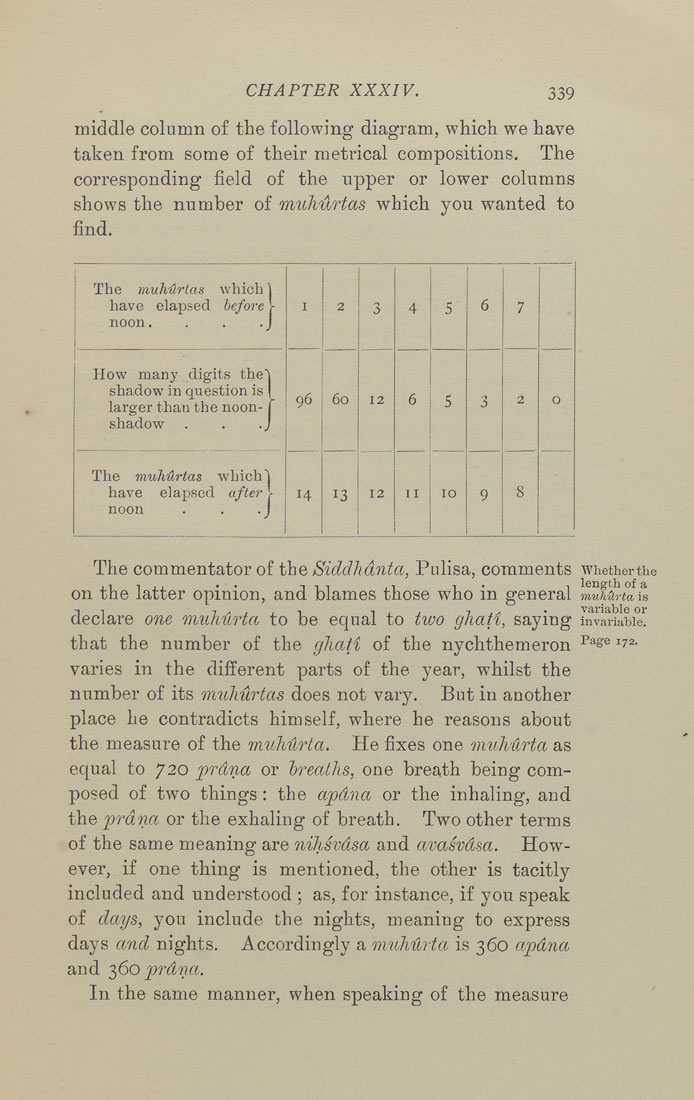 CHAPTER XXXIV. 339
middle column of the following diagram, which we have
taken from some of their metrical compositions. The
corresponding field of the upper or lower columns
shows the number of muhûrtas which you wanted to
find.
The muhûrtas which
have elapsed before
noon . . . . 1 2 3 4 5 6 7
How many digits the
shadow in question is
larger than the noon-
shadow . . . 96 60 12 6 5 3 2 0
The muhûrtas which
have elapsed after
noon . . . 14 13 12 11 10 9 8
The commentator of the Siddhânta, Pulisa, comments
on the latter opinion, and blames those who in general
declare one muhûrta to be equal to two ghaṭî, saying
that the number of the ghaṭî of the nychthemeron
varies in the different parts of the year, whilst the
number of its muhûrtas does not vary. But in another
place he contradicts himself, where he reasons about
the measure of the muhûrta. He fixes one muhûrta as
equal to 720 prâṇa or breaths, one breath being com-
posed of two things: the apâna or the inhaling, and
the prâṇa or the exhaling of breath. Two other terms
of the same meaning are niḥśvâsa and avaśvâsa. How-
ever, if one thing is mentioned, the other is tacitly
included and understood; as, for instance, if you speak
of days, you include the nights, meaning to express
days and nights. Accordingly a muhûrta is 360 apâna
and 360 prâṇa.
In the same manner, when speaking of the measure
Whether the
length of a
muhûrta is
variable or
invariable.
Page 172.